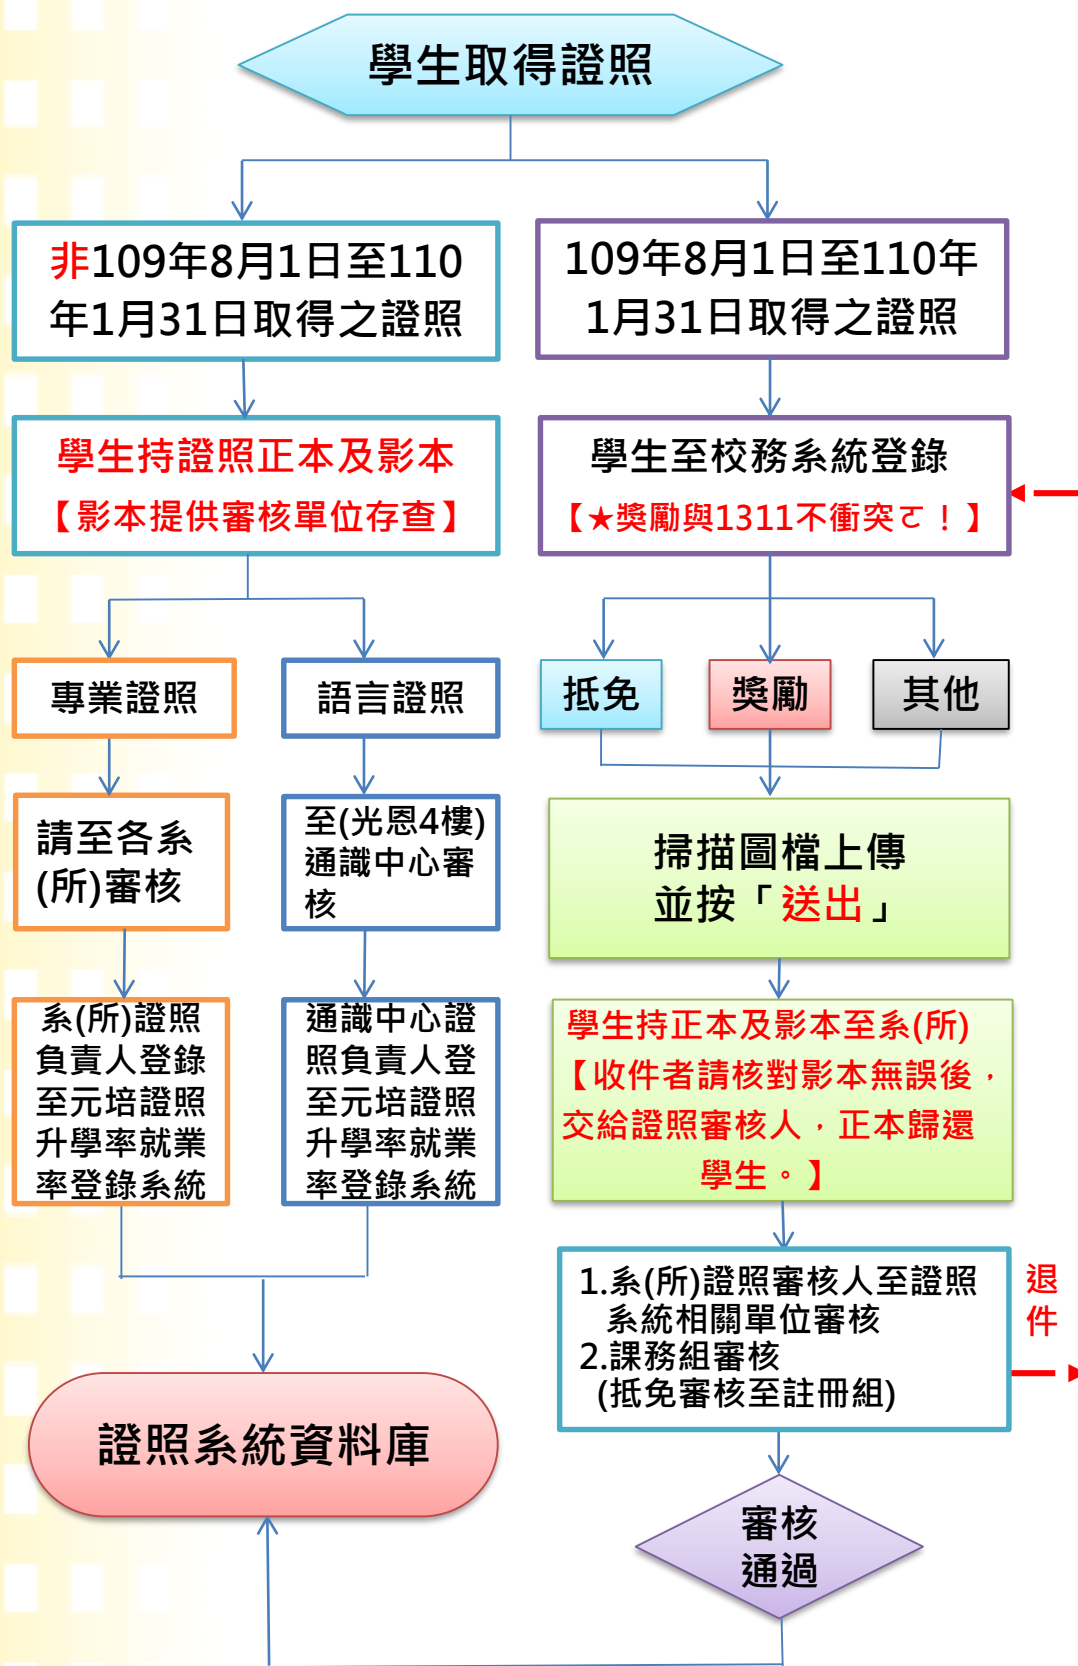 學生取得證照
非109年8月1日至110
年1月31日取得之證照
109年8月1日至110年
1月31日取得之證照
學生持證照正本及影本
【影本提供審核單位存查】
學生至校務系統登錄
【★獎勵與1311不衝突ㄛ！】
專業證照
語言證照
抵免
獎勵
其他
請至各系
(所)審核
至(光恩4樓)
通識中心審
核
掃描圖檔上傳
並按「送出」
系(所)證照
負責人登錄
至元培證照
升學率就業
率登錄系統
通識中心證
照負責人登
至元培證照
升學率就業
率登錄系統
學生持正本及影本至系(所)
【收件者請核對影本無誤後，
交給證照審核人，正本歸還
學生。】
1.系(所)證照審核人至證照
系統相關單位審核
2.課務組審核
(抵免審核至註冊組)
退
件
證照系統資料庫
審核
通過